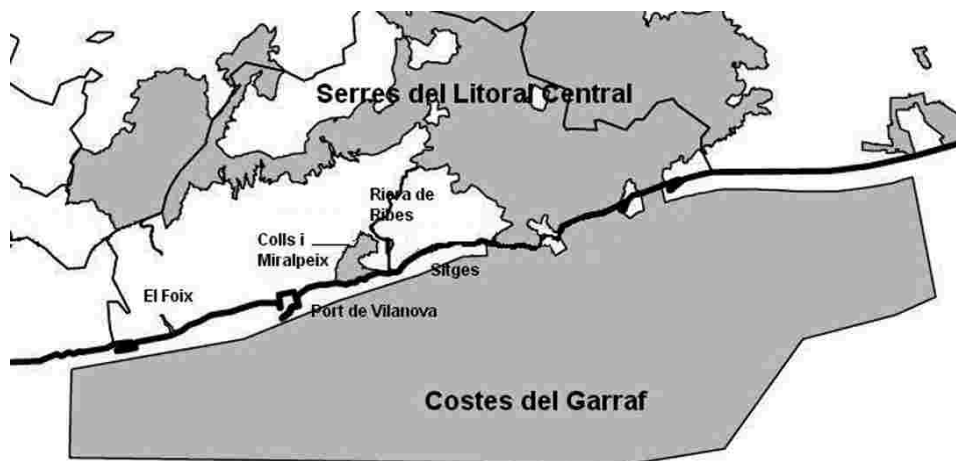 Serres del Litoral Central
Riera de
Ribes
Colls i
Miralpeix
Sitges
El Foix
Port de Vilanova
Costes del Garraf